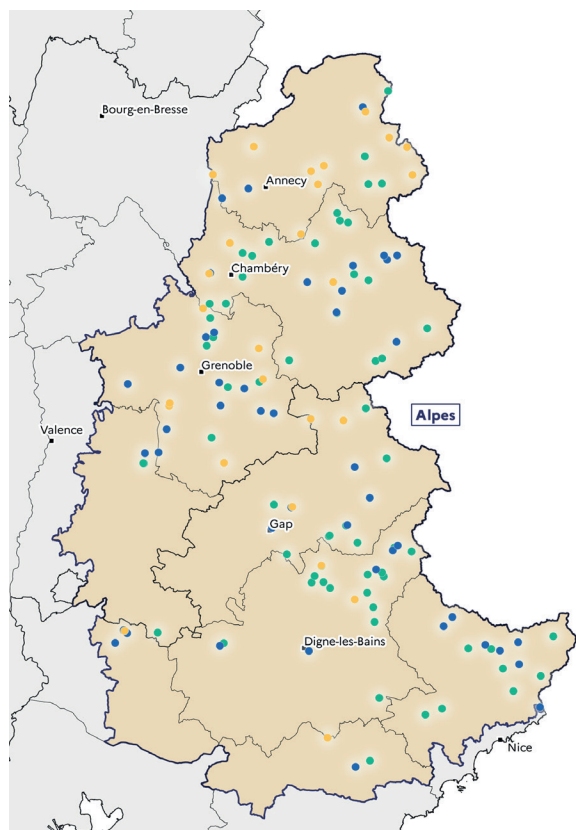 Bourg-en-Bresse
Annecy
Chambéry
Grenoble
Alpes
Valence
Gap
Digne-les-Bains
Nice